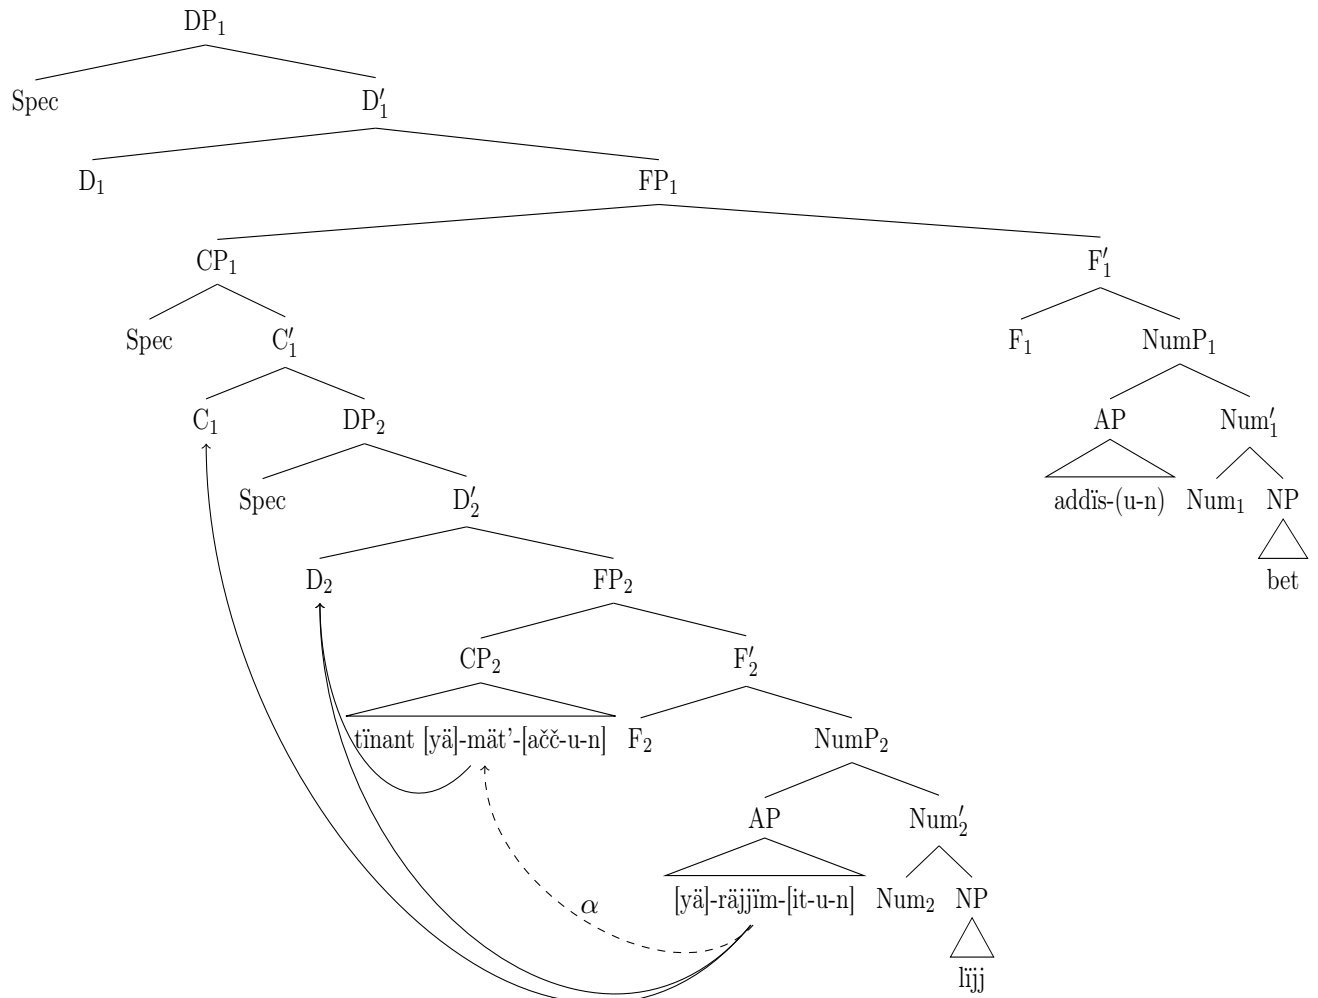 DP₁
Spec D′₁
D₁ FP₁
CP₁ F′₁
Spec C′₁ F₁ NumP₁
C₁ DP₂ AP Num′₁
Spec D′₂ addïs-(u-n) Num₁ NP
D₂ FP₂ bet
CP₂ F′₂
tïnant [yä]-mät’-[ačč-u-n] F₂ NumP₂
AP Num′₂
α [yä]-räjjïm-[it-u-n] Num₂ NP
lïjj